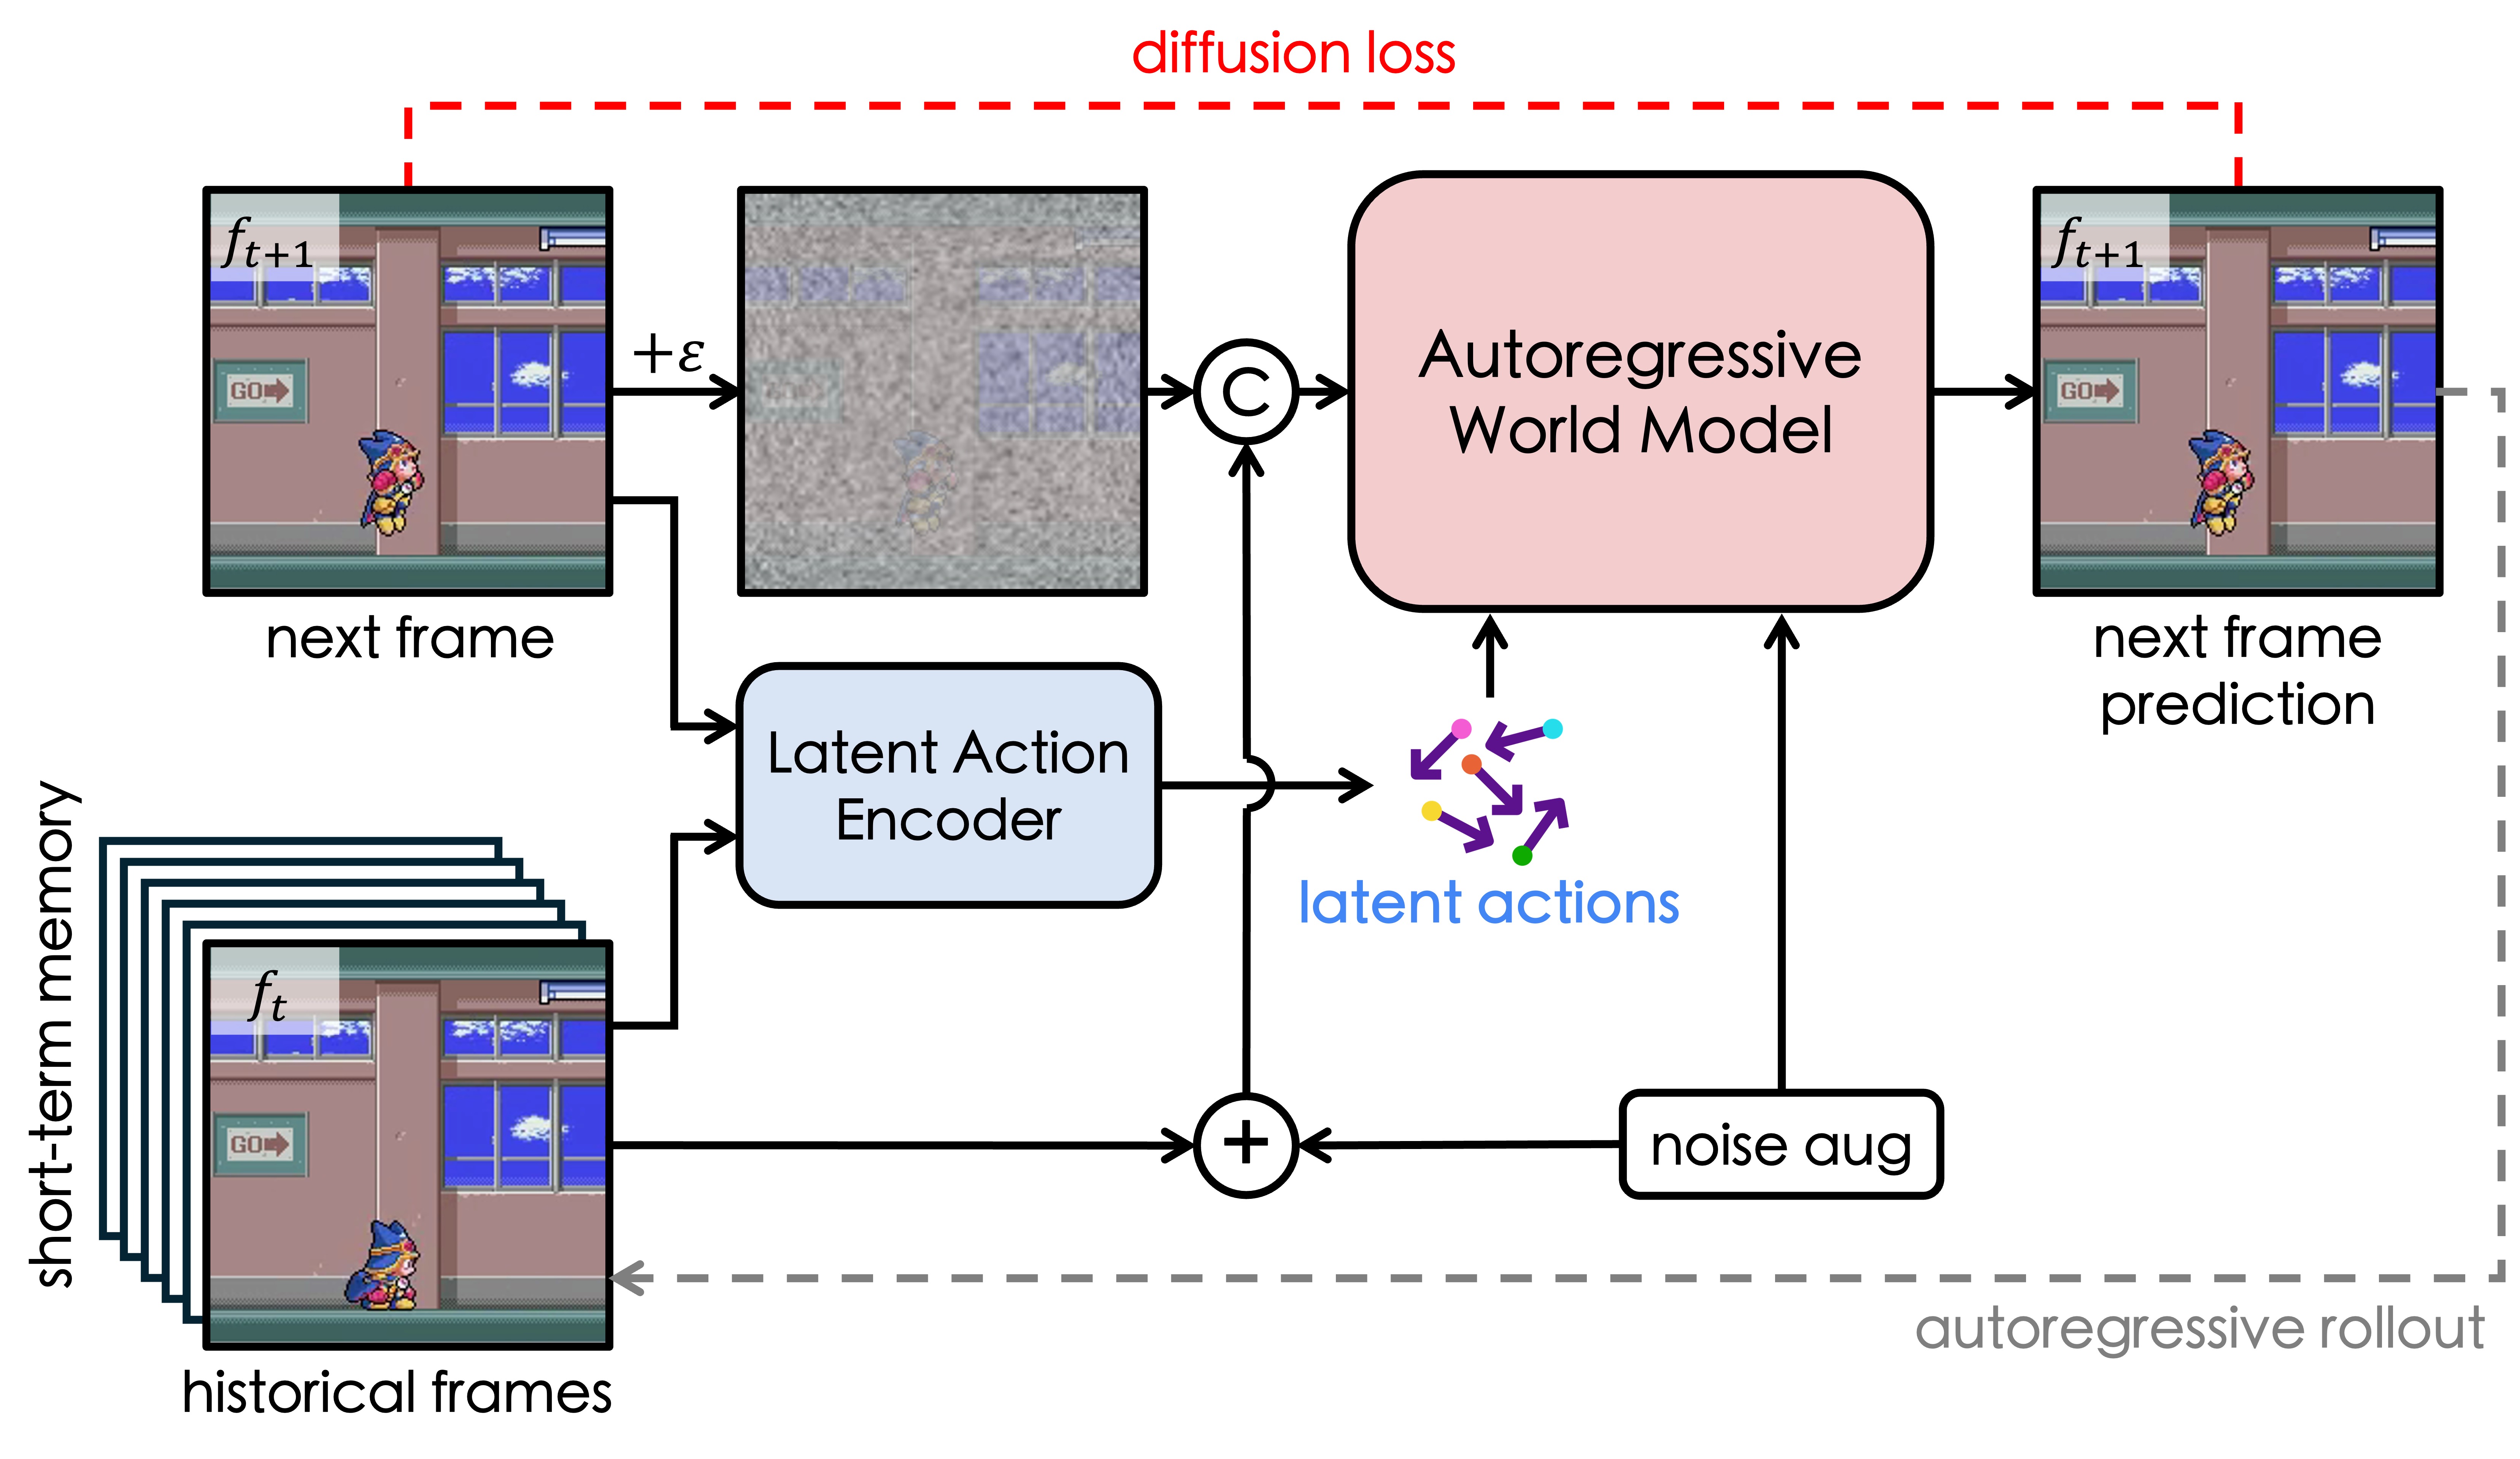 diffusion loss
f_{t+1}
+ε
GO
next frame
C
Autoregressive
World Model
f_{t+1}
GO
next frame
prediction
Latent Action
Encoder
latent actions
short-term memory
f_t
GO
historical frames
+
noise aug
autoregressive rollout